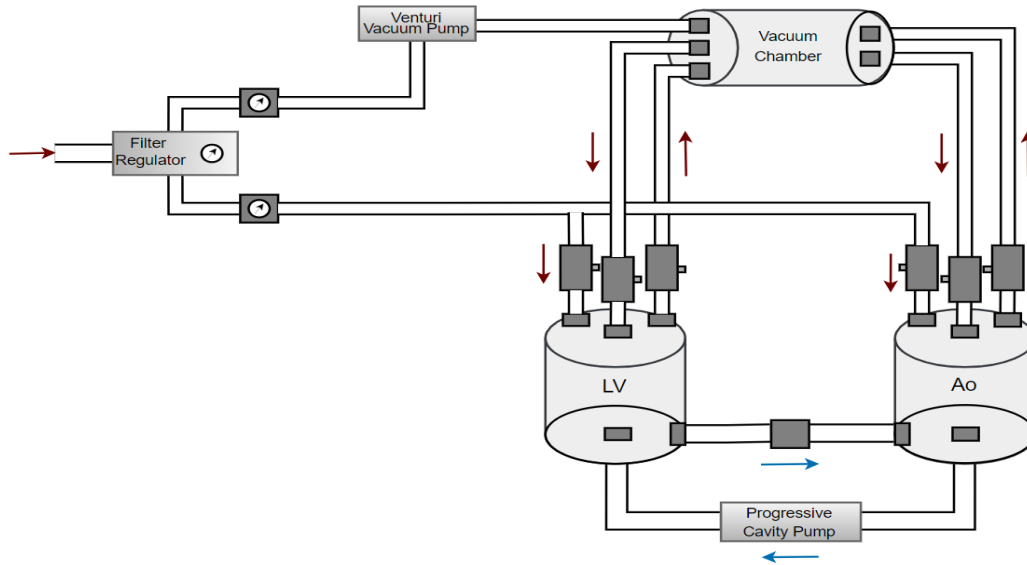 Venturi
Vacuum Pump
Vacuum
Chamber
Filter
Regulator
LV
Ao
Progressive
Cavity Pump